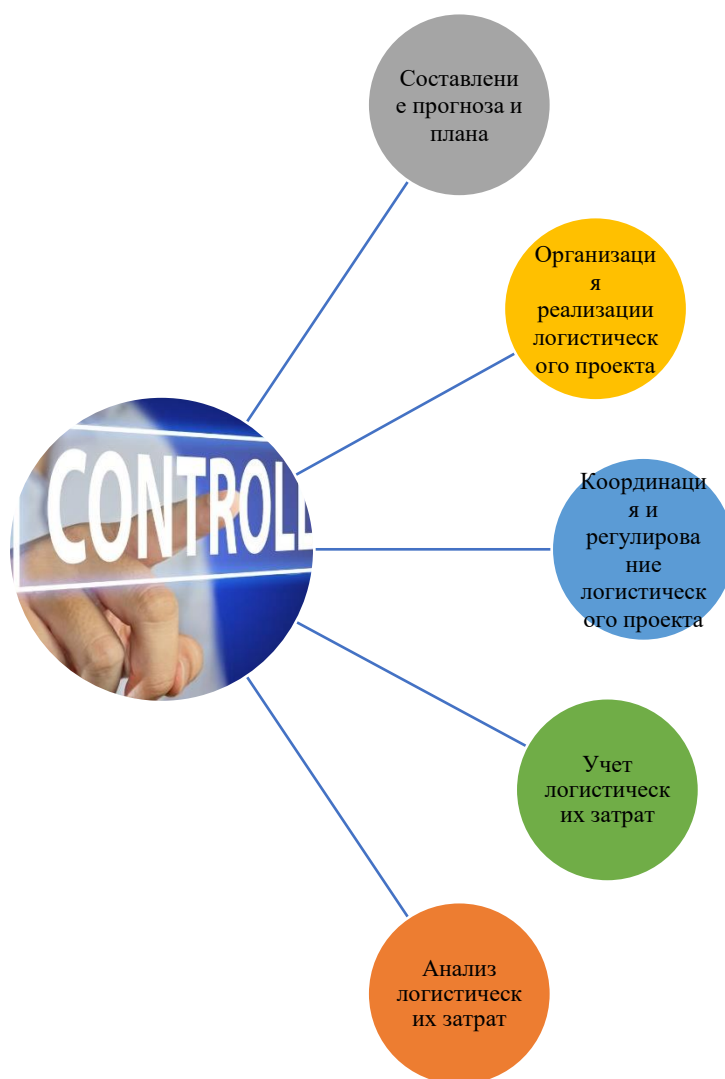 Составлени
е прогноза и
плана
Организаци
я
реализации
логистическ
ого проекта
CONTROLL
Координаци
я и
регулирова
ние
логистическ
ого проекта
Учет
логистическ
их затрат
Анализ
логистическ
их затрат